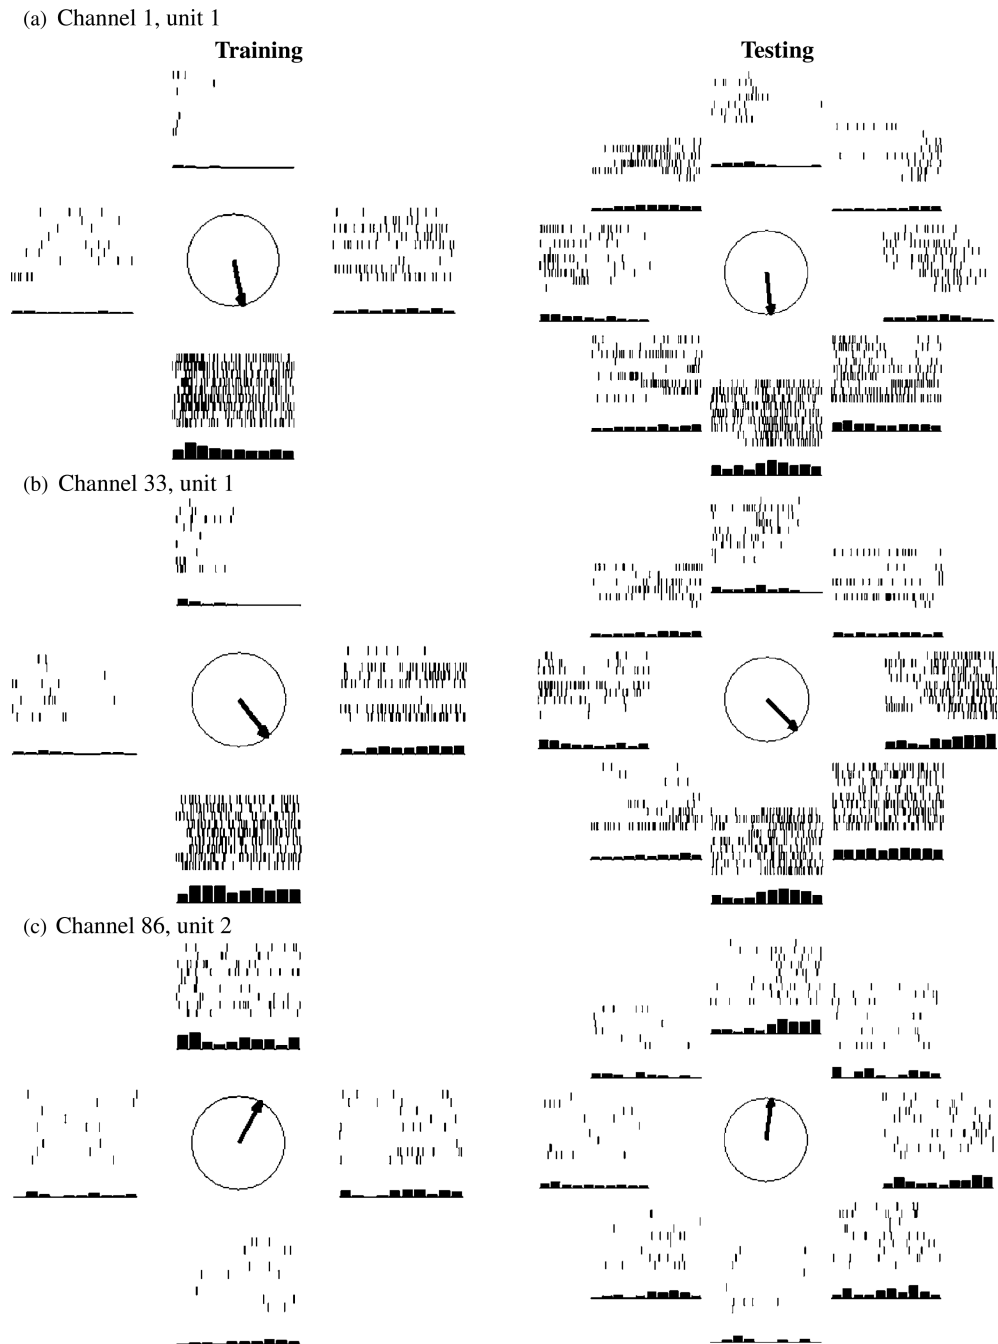 (a) Channel 1, unit 1
Training
Testing
(b) Channel 33, unit 1
(c) Channel 86, unit 2